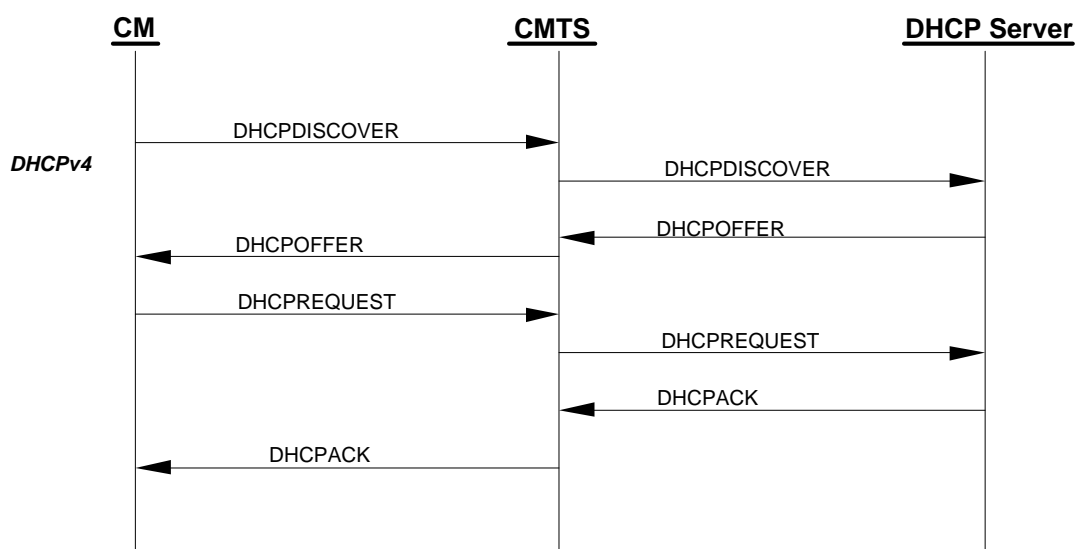 CM
CMTS
DHCP Server
DHCPDISCOVER
DHCPv4
DHCPDISCOVER
DHCPOFFER
DHCPOFFER
DHCPREQUEST
DHCPREQUEST
DHCPACK
DHCPACK